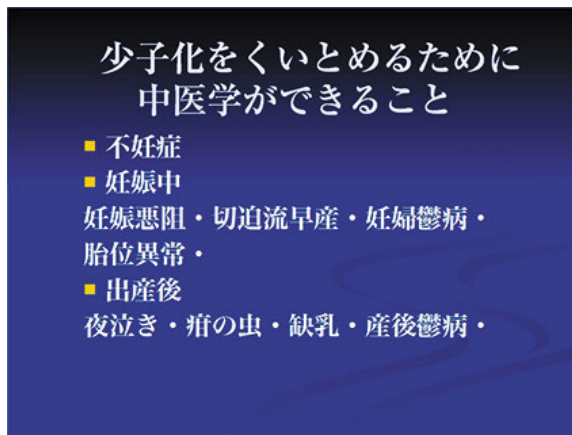 少子化をくいとめるために
中医学ができること
■ 不妊症
■ 妊娠中
妊娠悪阻・切迫流早産・妊婦鬱病・
胎位異常・
■ 出産後
夜泣き・疳の虫・缺乳・産後鬱病・